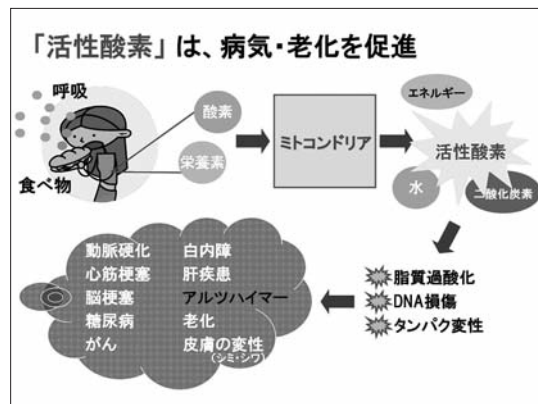 「活性酸素」は、病気・老化を促進
呼吸
食べ物
酸素
栄養素
ミトコンドリア
エネルギー
活性酸素
水
二酸化炭素
脂質過酸化
DNA損傷
タンパク変性
動脈硬化
心筋梗塞
脳梗塞
糖尿病
がん
白内障
肝疾患
アルツハイマー
老化
皮膚の変性
(シミ・シワ)